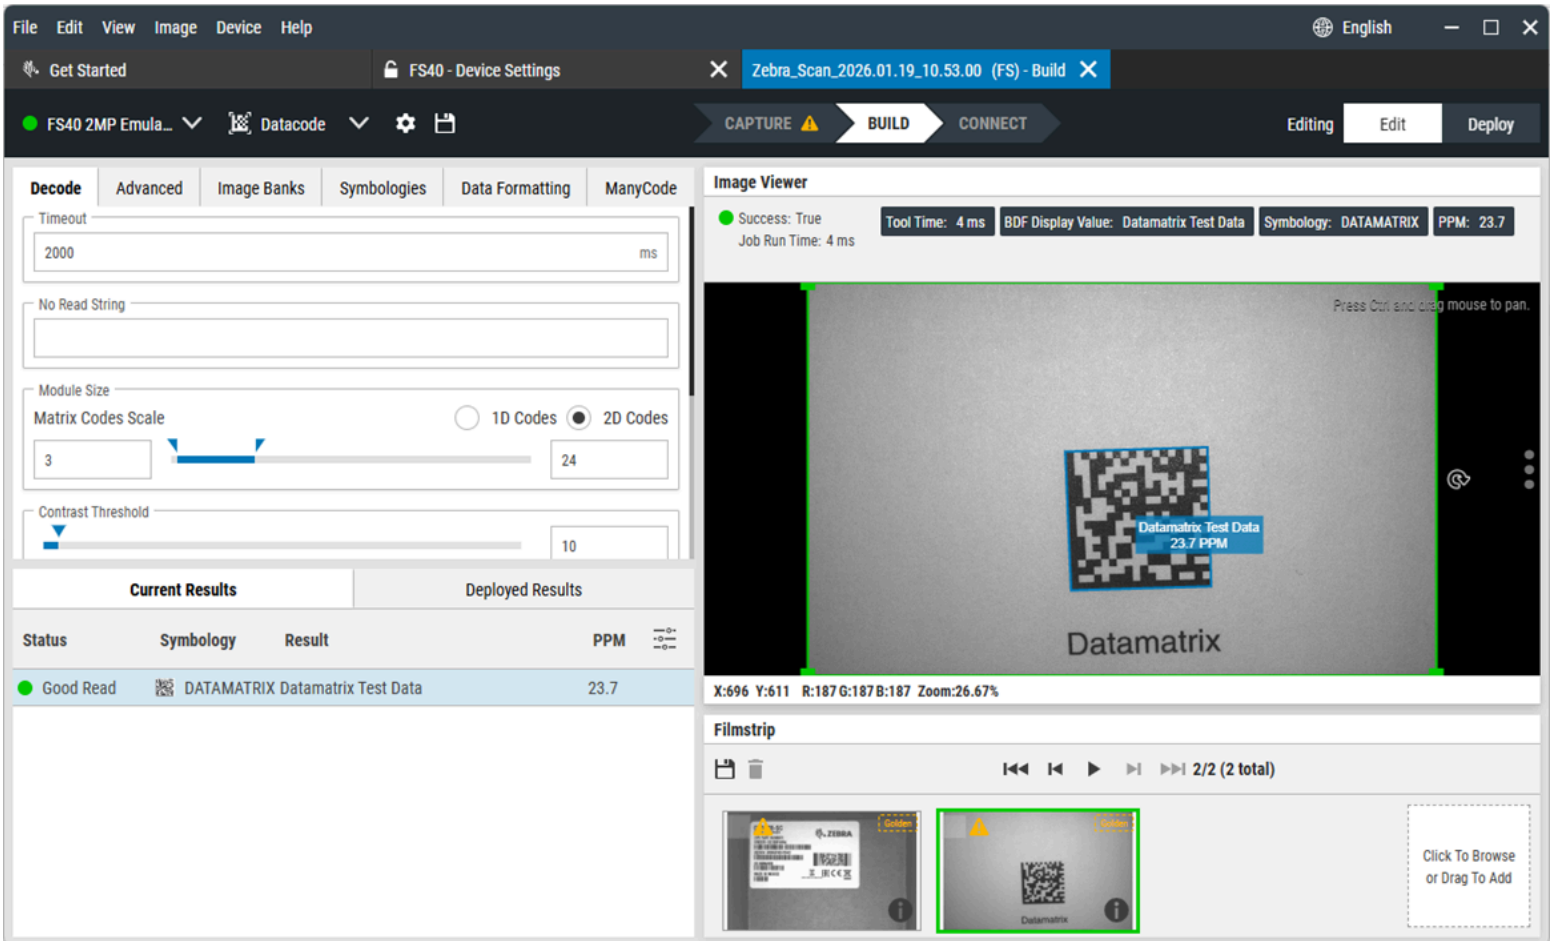 File Edit View Image Device Help English
Get Started FS40 - Device Settings Zebra_Scan_2026.01.19_10.53.00 (FS) - Build
FS40 2MP Emula... Datacode CAPTURE BUILD CONNECT Editing Edit Deploy
Decode Advanced Image Banks Symbologies Data Formatting ManyCode
Timeout
2000 ms
No Read String
Module Size
Matrix Codes Scale 1D Codes 2D Codes
3 24
Contrast Threshold
10
Current Results Deployed Results
Status Symbology Result PPM
Good Read DATAMATRIX Datamatrix Test Data 23.7
Image Viewer
Success: True
Job Run Time: 4 ms
Tool Time: 4 ms BDF Display Value: Datamatrix Test Data Symbology: DATAMATRIX PPM: 23.7
Press Ctrl and drag mouse to pan.
Datamatrix Test Data
23.7 PPM
Datamatrix
X:696 Y:611 R:187 G:187 B:187 Zoom:26.67%
Filmstrip
2/2 (2 total)
Golden
ZEBRA
Golden
Datamatrix
Click To Browse
or Drag To Add